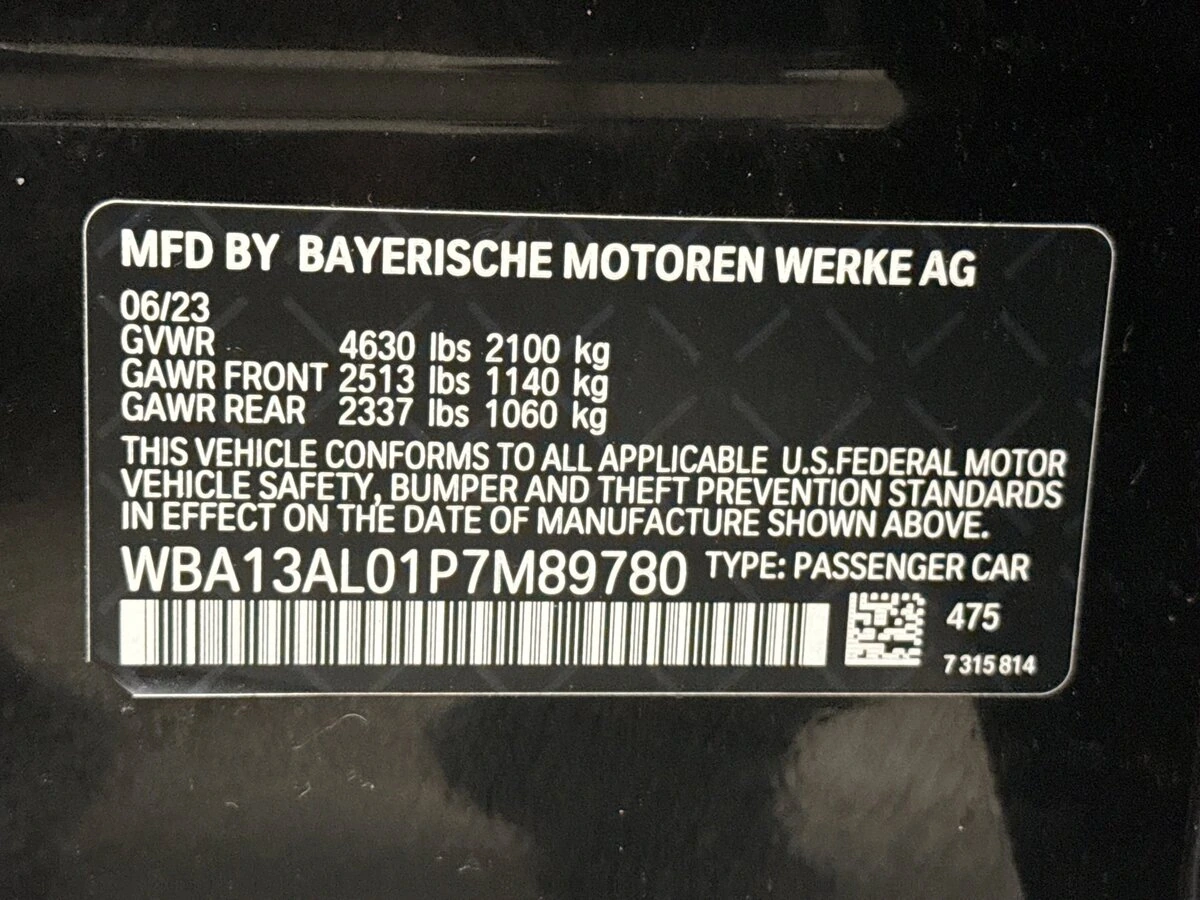 MFD BY BAYERISCHE MOTOREN WERKE AG
06/23
GVWR 4630 lbs 2100 kg
GAWR FRONT 2513 lbs 1140 kg
GAWR REAR 2337 lbs 1060 kg
THIS VEHICLE CONFORMS TO ALL APPLICABLE U.S.FEDERAL MOTOR
VEHICLE SAFETY, BUMPER AND THEFT PREVENTION STANDARDS
IN EFFECT ON THE DATE OF MANUFACTURE SHOWN ABOVE.
WBA13AL01P7M89780 TYPE: PASSENGER CAR
475
7 315 814